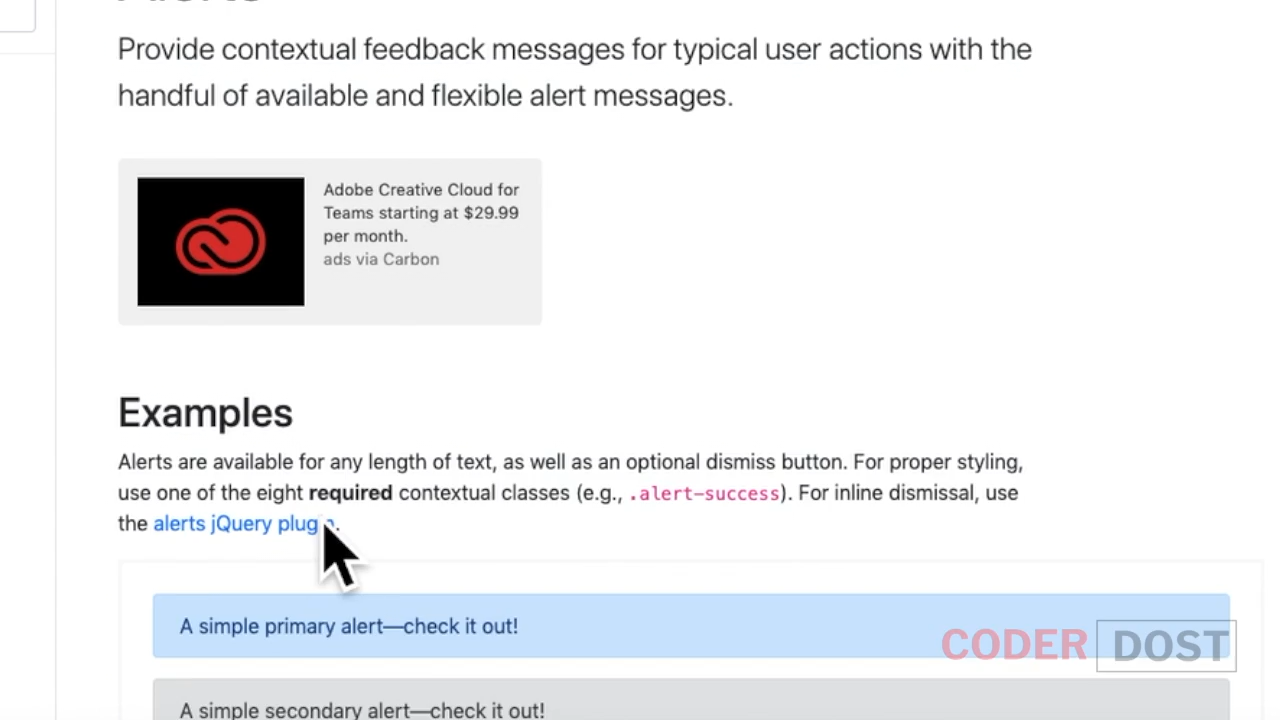 Alerts
Provide contextual feedback messages for typical user actions with the
handful of available and flexible alert messages.
Adobe Creative Cloud for
Teams starting at $29.99
per month.
ads via Carbon
Examples
Alerts are available for any length of text, as well as an optional dismiss button. For proper styling,
use one of the eight required contextual classes (e.g., .alert-success). For inline dismissal, use
the alerts jQuery plugin.
A simple primary alert—check it out!
CODER DOST
A simple secondary alert—check it out!